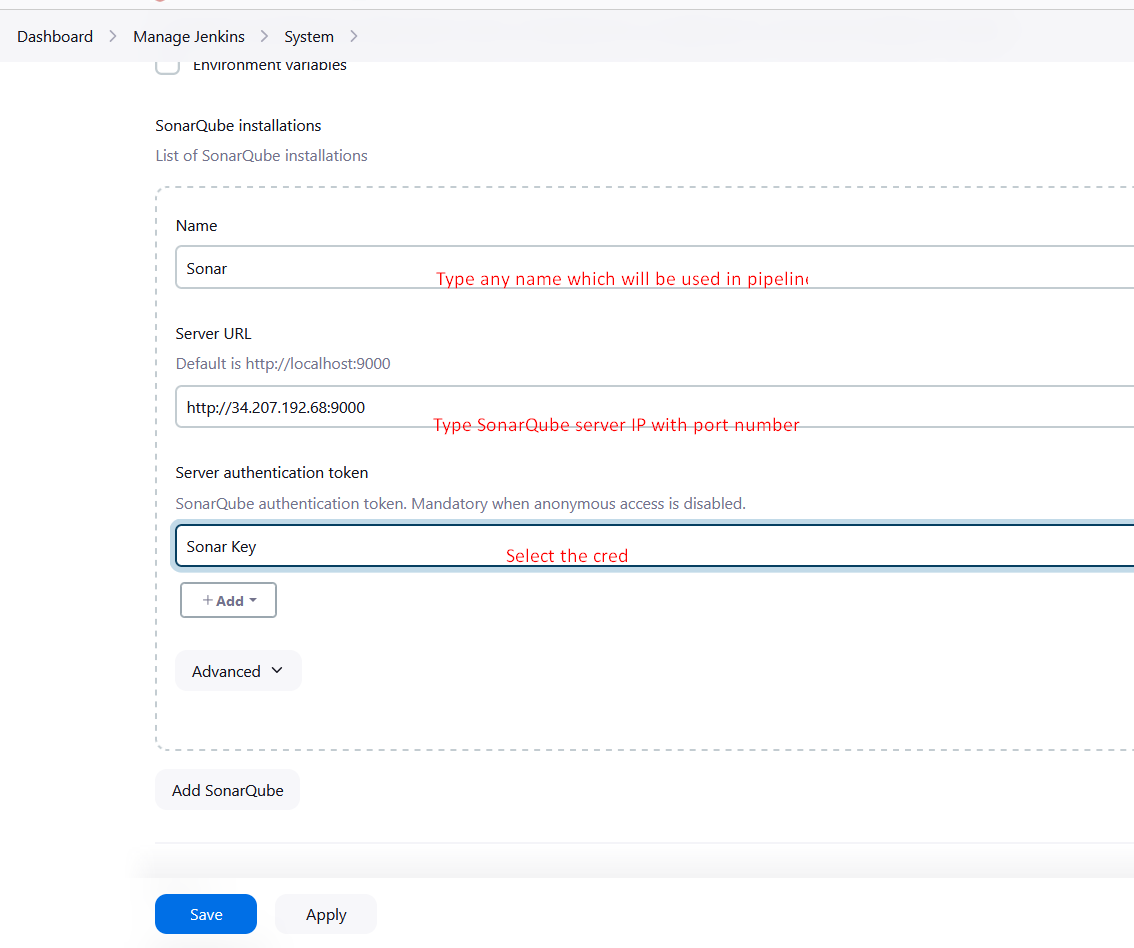 Dashboard > Manage Jenkins > System >
Environment variables
SonarQube installations
List of SonarQube installations
Name
Sonar
Type any name which will be used in pipeline
Server URL
Default is http://localhost:9000
http://34.207.192.68:9000
Type SonarQube server IP with port number
Server authentication token
SonarQube authentication token. Mandatory when anonymous access is disabled.
Sonar Key
Select the cred
+ Add
Advanced
Add SonarQube
Save Apply